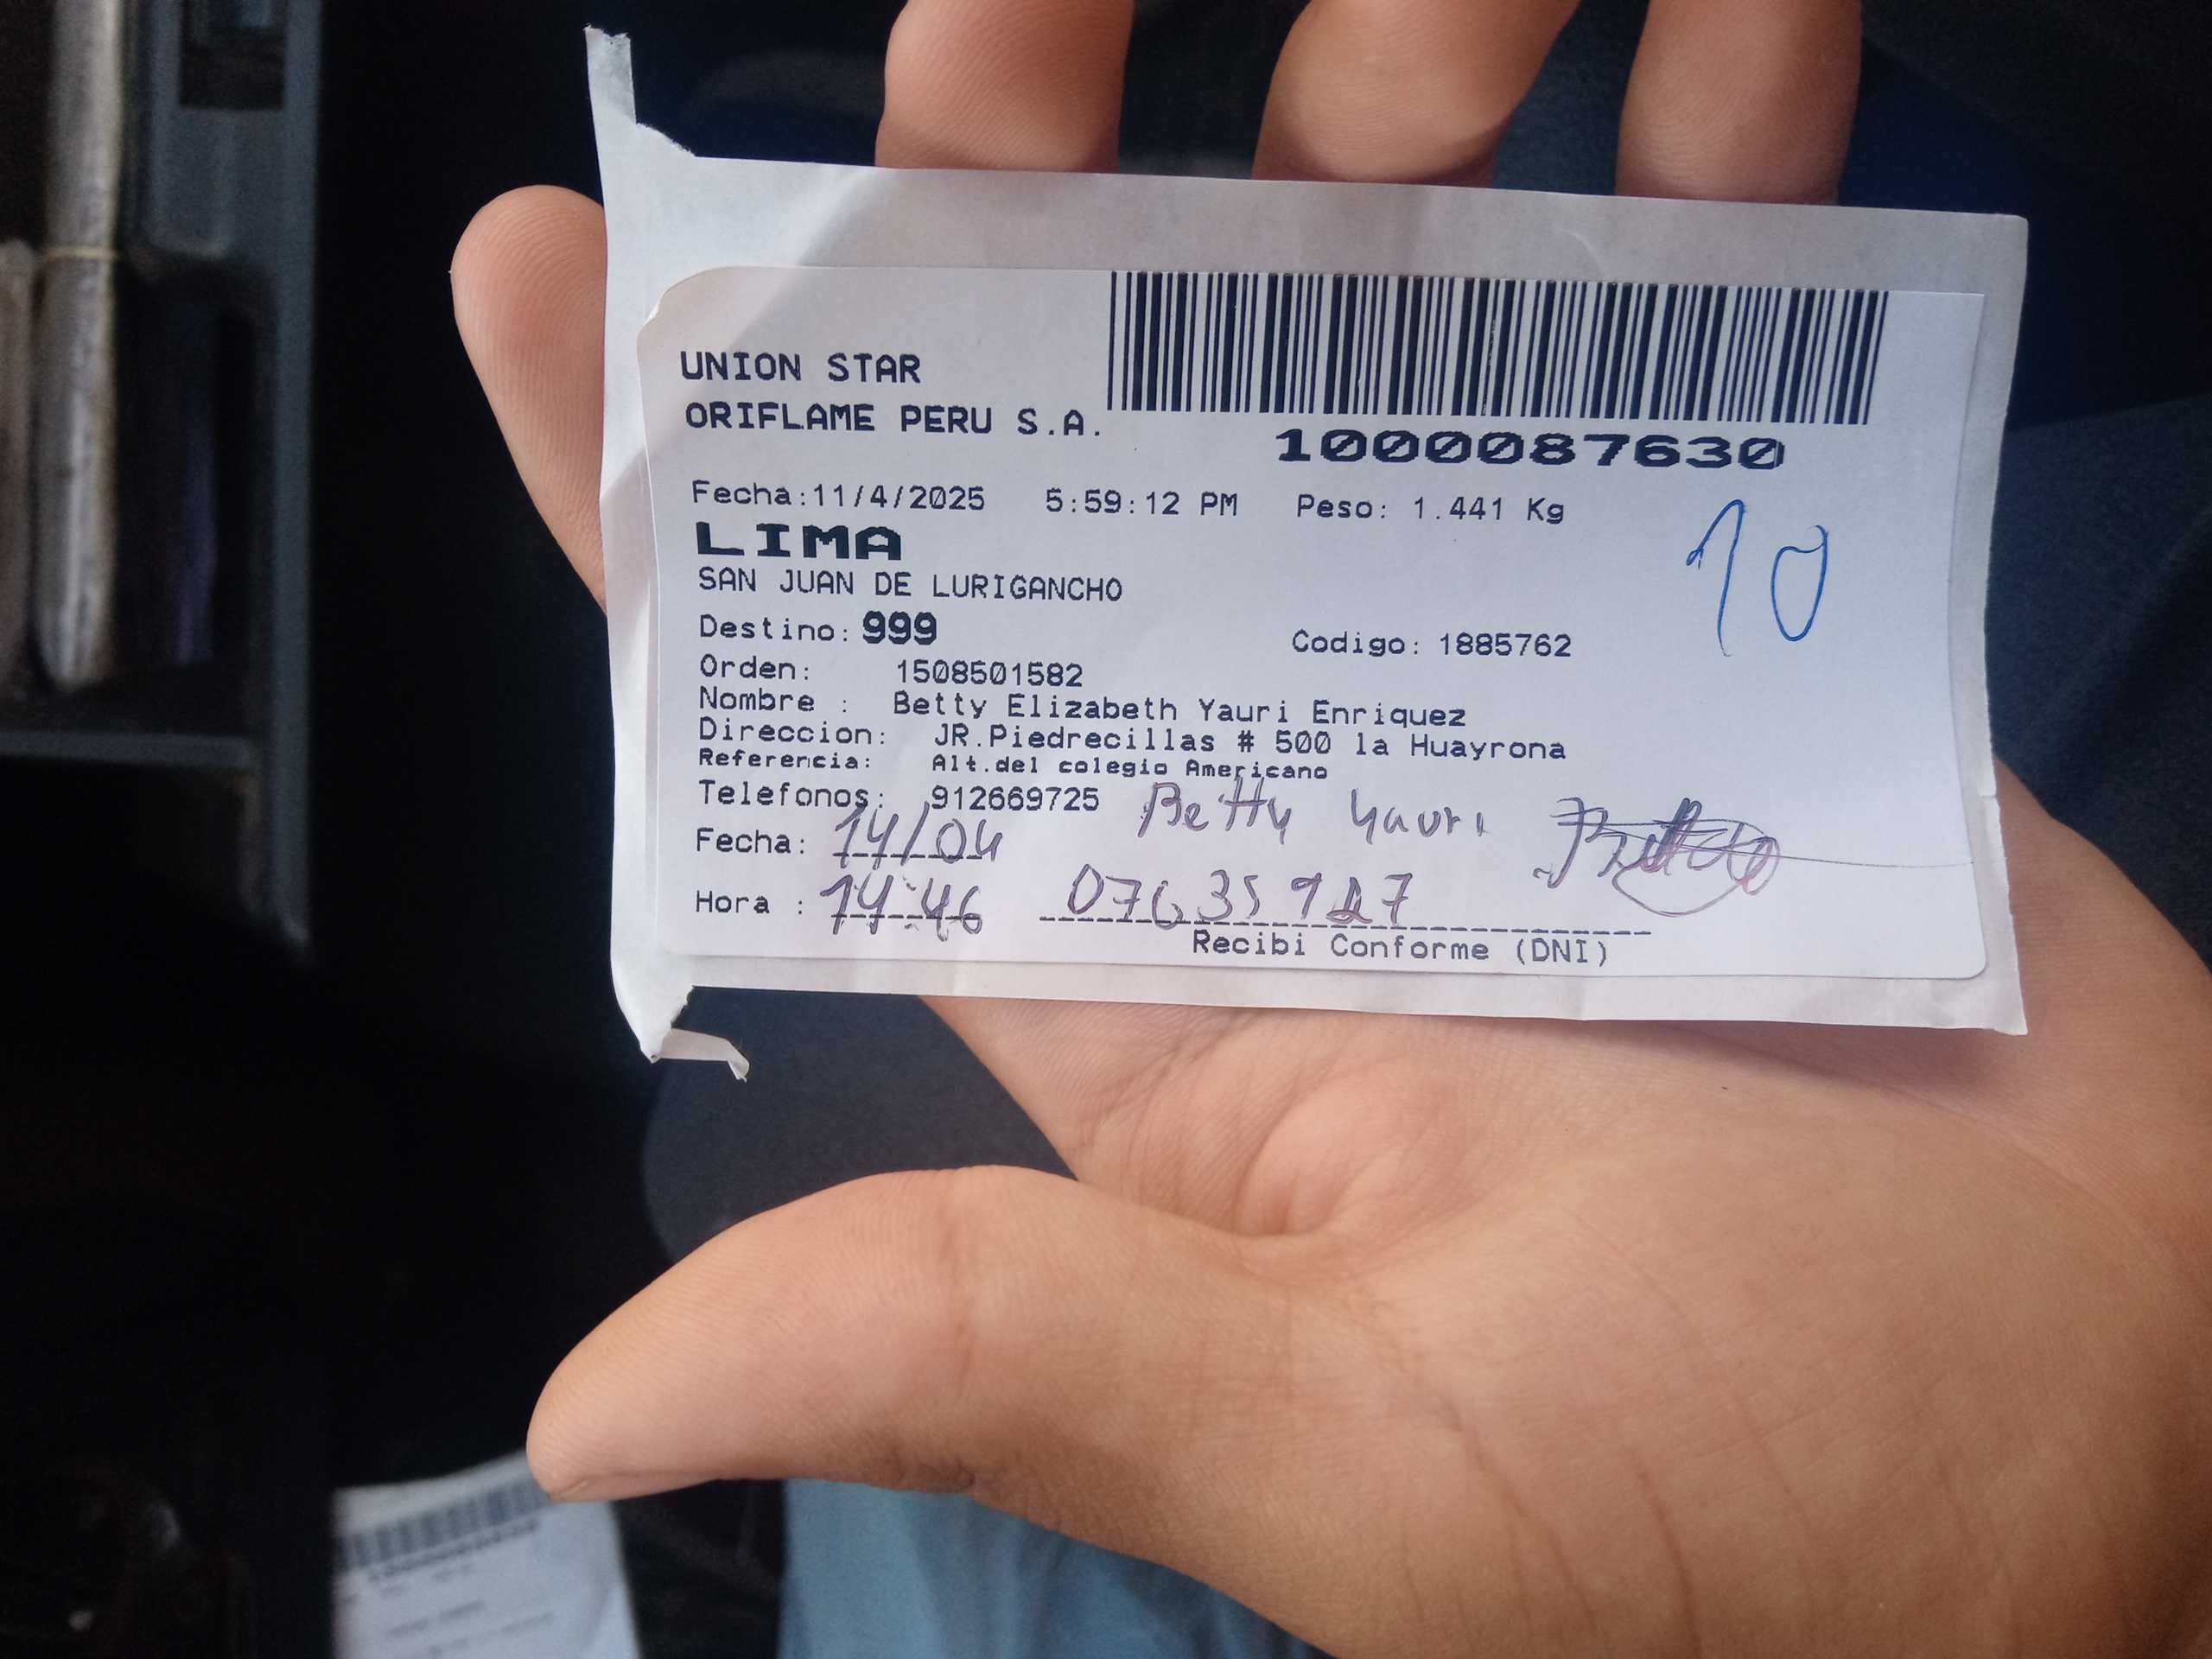 UNION STAR
ORIFLAME PERU S.A.
1000087630
Fecha:11/4/2025 5:59:12 PM Peso: 1.441 Kg
10
LIMA
SAN JUAN DE LURIGANCHO
Destino: 999 Codigo: 1885762
Orden: 1508501582
Nombre : Betty Elizabeth Yauri Enriquez
Direccion: JR.Piedrecillas # 500 la Huayrona
Referencia: Alt.del colegio Americano
Telefonos: 912669725 Betty Yauri
Fecha: 14/04
Hora : 14:46
Recibi Conforme (DNI)